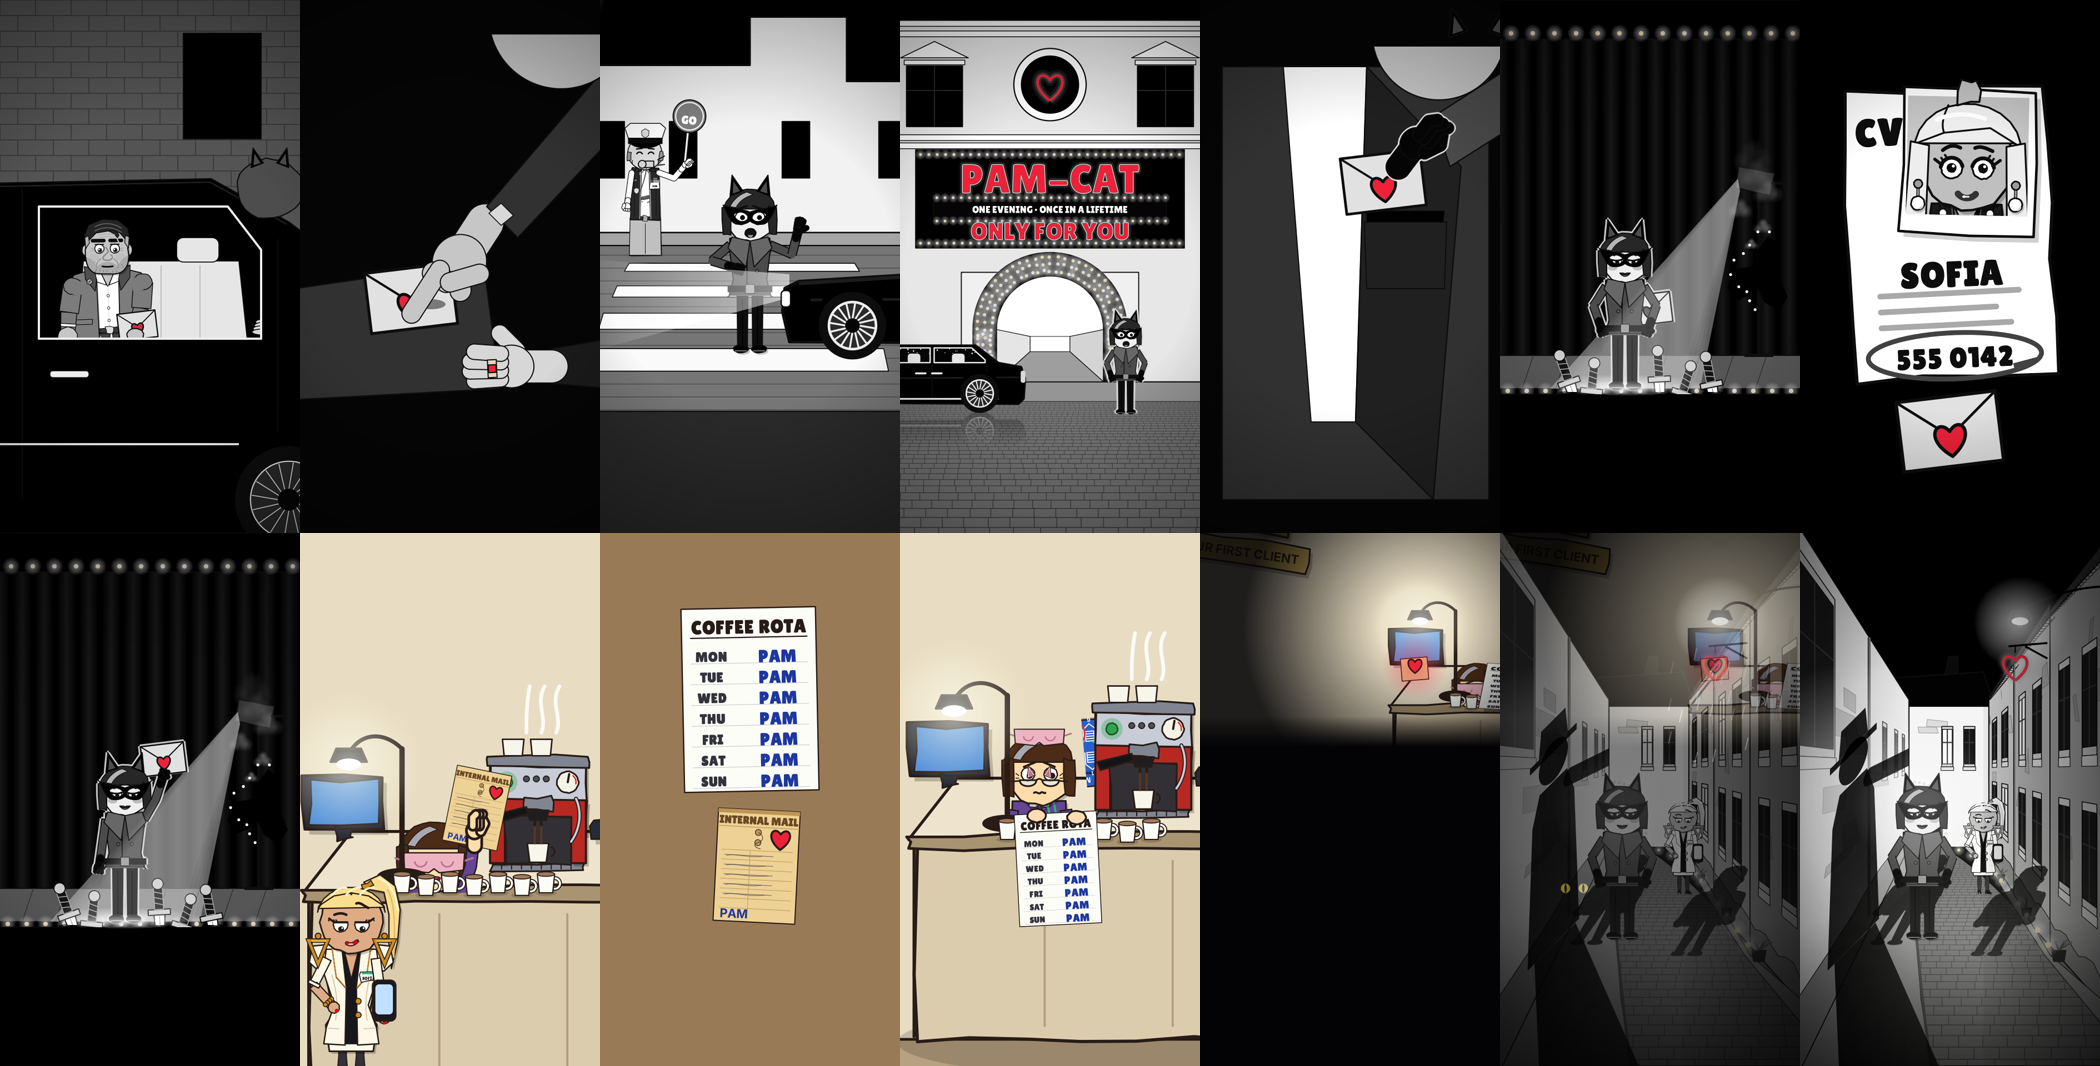 GO
PAM-CAT
ONE EVENING · ONCE IN A LIFETIME
ONLY FOR YOU
CV
SOFIA
555 0142
INTERNAL MAIL
PAM
COFFEE ROTA
MON PAM
TUE PAM
WED PAM
THU PAM
FRI PAM
SAT PAM
SUN PAM
INTERNAL MAIL
PAM
COFFEE ROTA
MON PAM
TUE PAM
WED PAM
THU PAM
FRI PAM
SAT PAM
SUN PAM
FIRST CLIENT
FIRST CLIENT